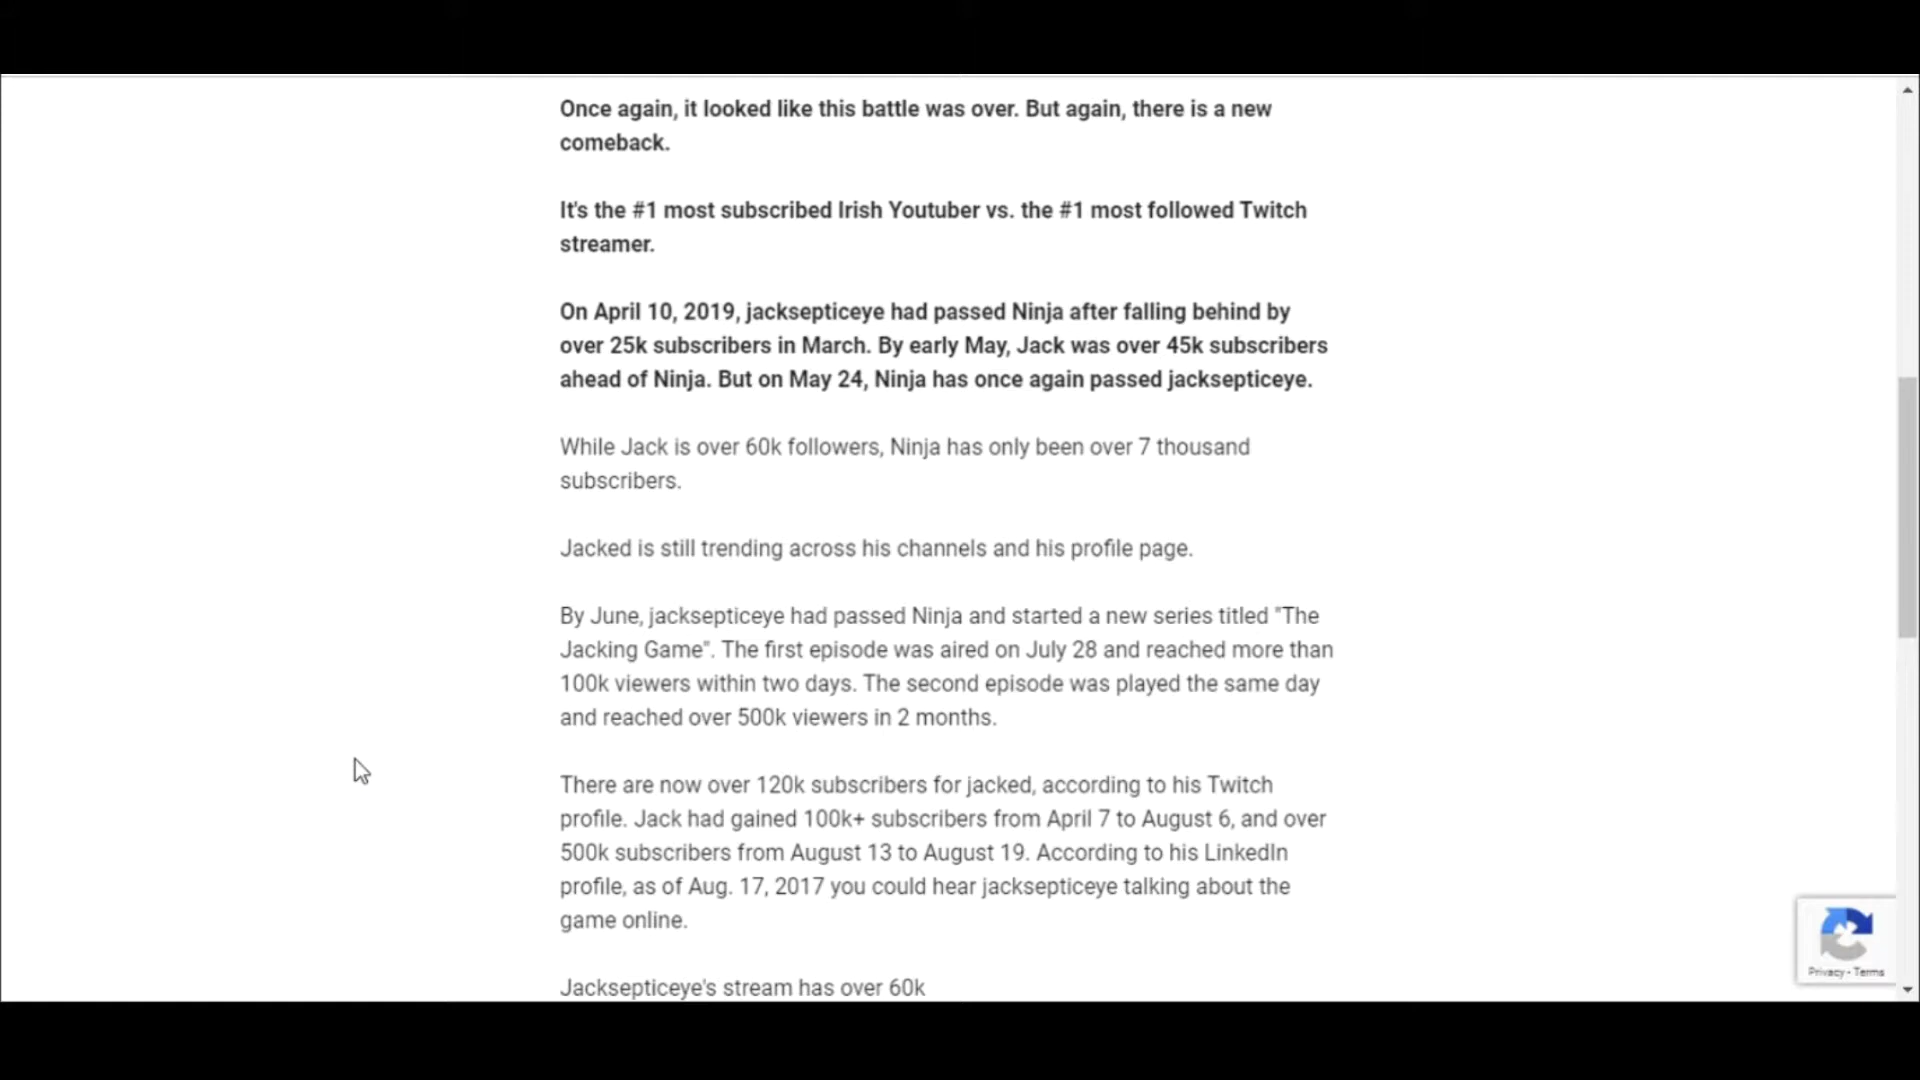 Once again, it looked like this battle was over. But again, there is a new
comeback.
It's the #1 most subscribed Irish Youtuber vs. the #1 most followed Twitch
streamer.
On April 10, 2019, jacksepticeye had passed Ninja after falling behind by
over 25k subscribers in March. By early May, Jack was over 45k subscribers
ahead of Ninja. But on May 24, Ninja has once again passed jacksepticeye.
While Jack is over 60k followers, Ninja has only been over 7 thousand
subscribers.
Jacked is still trending across his channels and his profile page.
By June, jacksepticeye had passed Ninja and started a new series titled "The
Jacking Game". The first episode was aired on July 28 and reached more than
100k viewers within two days. The second episode was played the same day
and reached over 500k viewers in 2 months.
There are now over 120k subscribers for jacked, according to his Twitch
profile. Jack had gained 100k+ subscribers from April 7 to August 6, and over
500k subscribers from August 13 to August 19. According to his LinkedIn
profile, as of Aug. 17, 2017 you could hear jacksepticeye talking about the
game online.
Jacksepticeye's stream has over 60k
Privacy - Terms